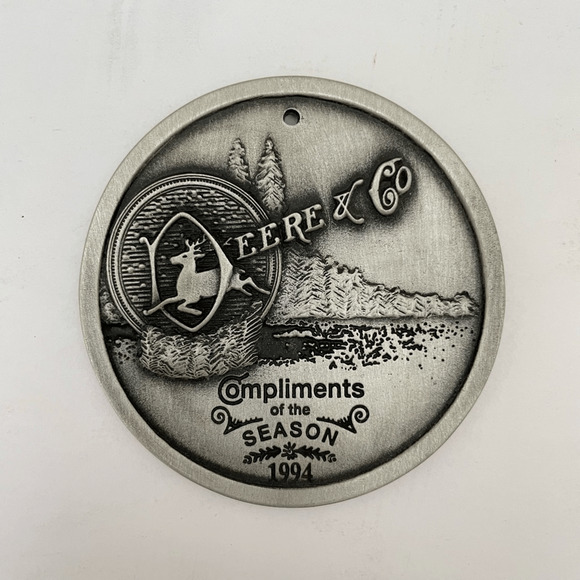 DEERE & CO
Compliments
of the
SEASON
1994